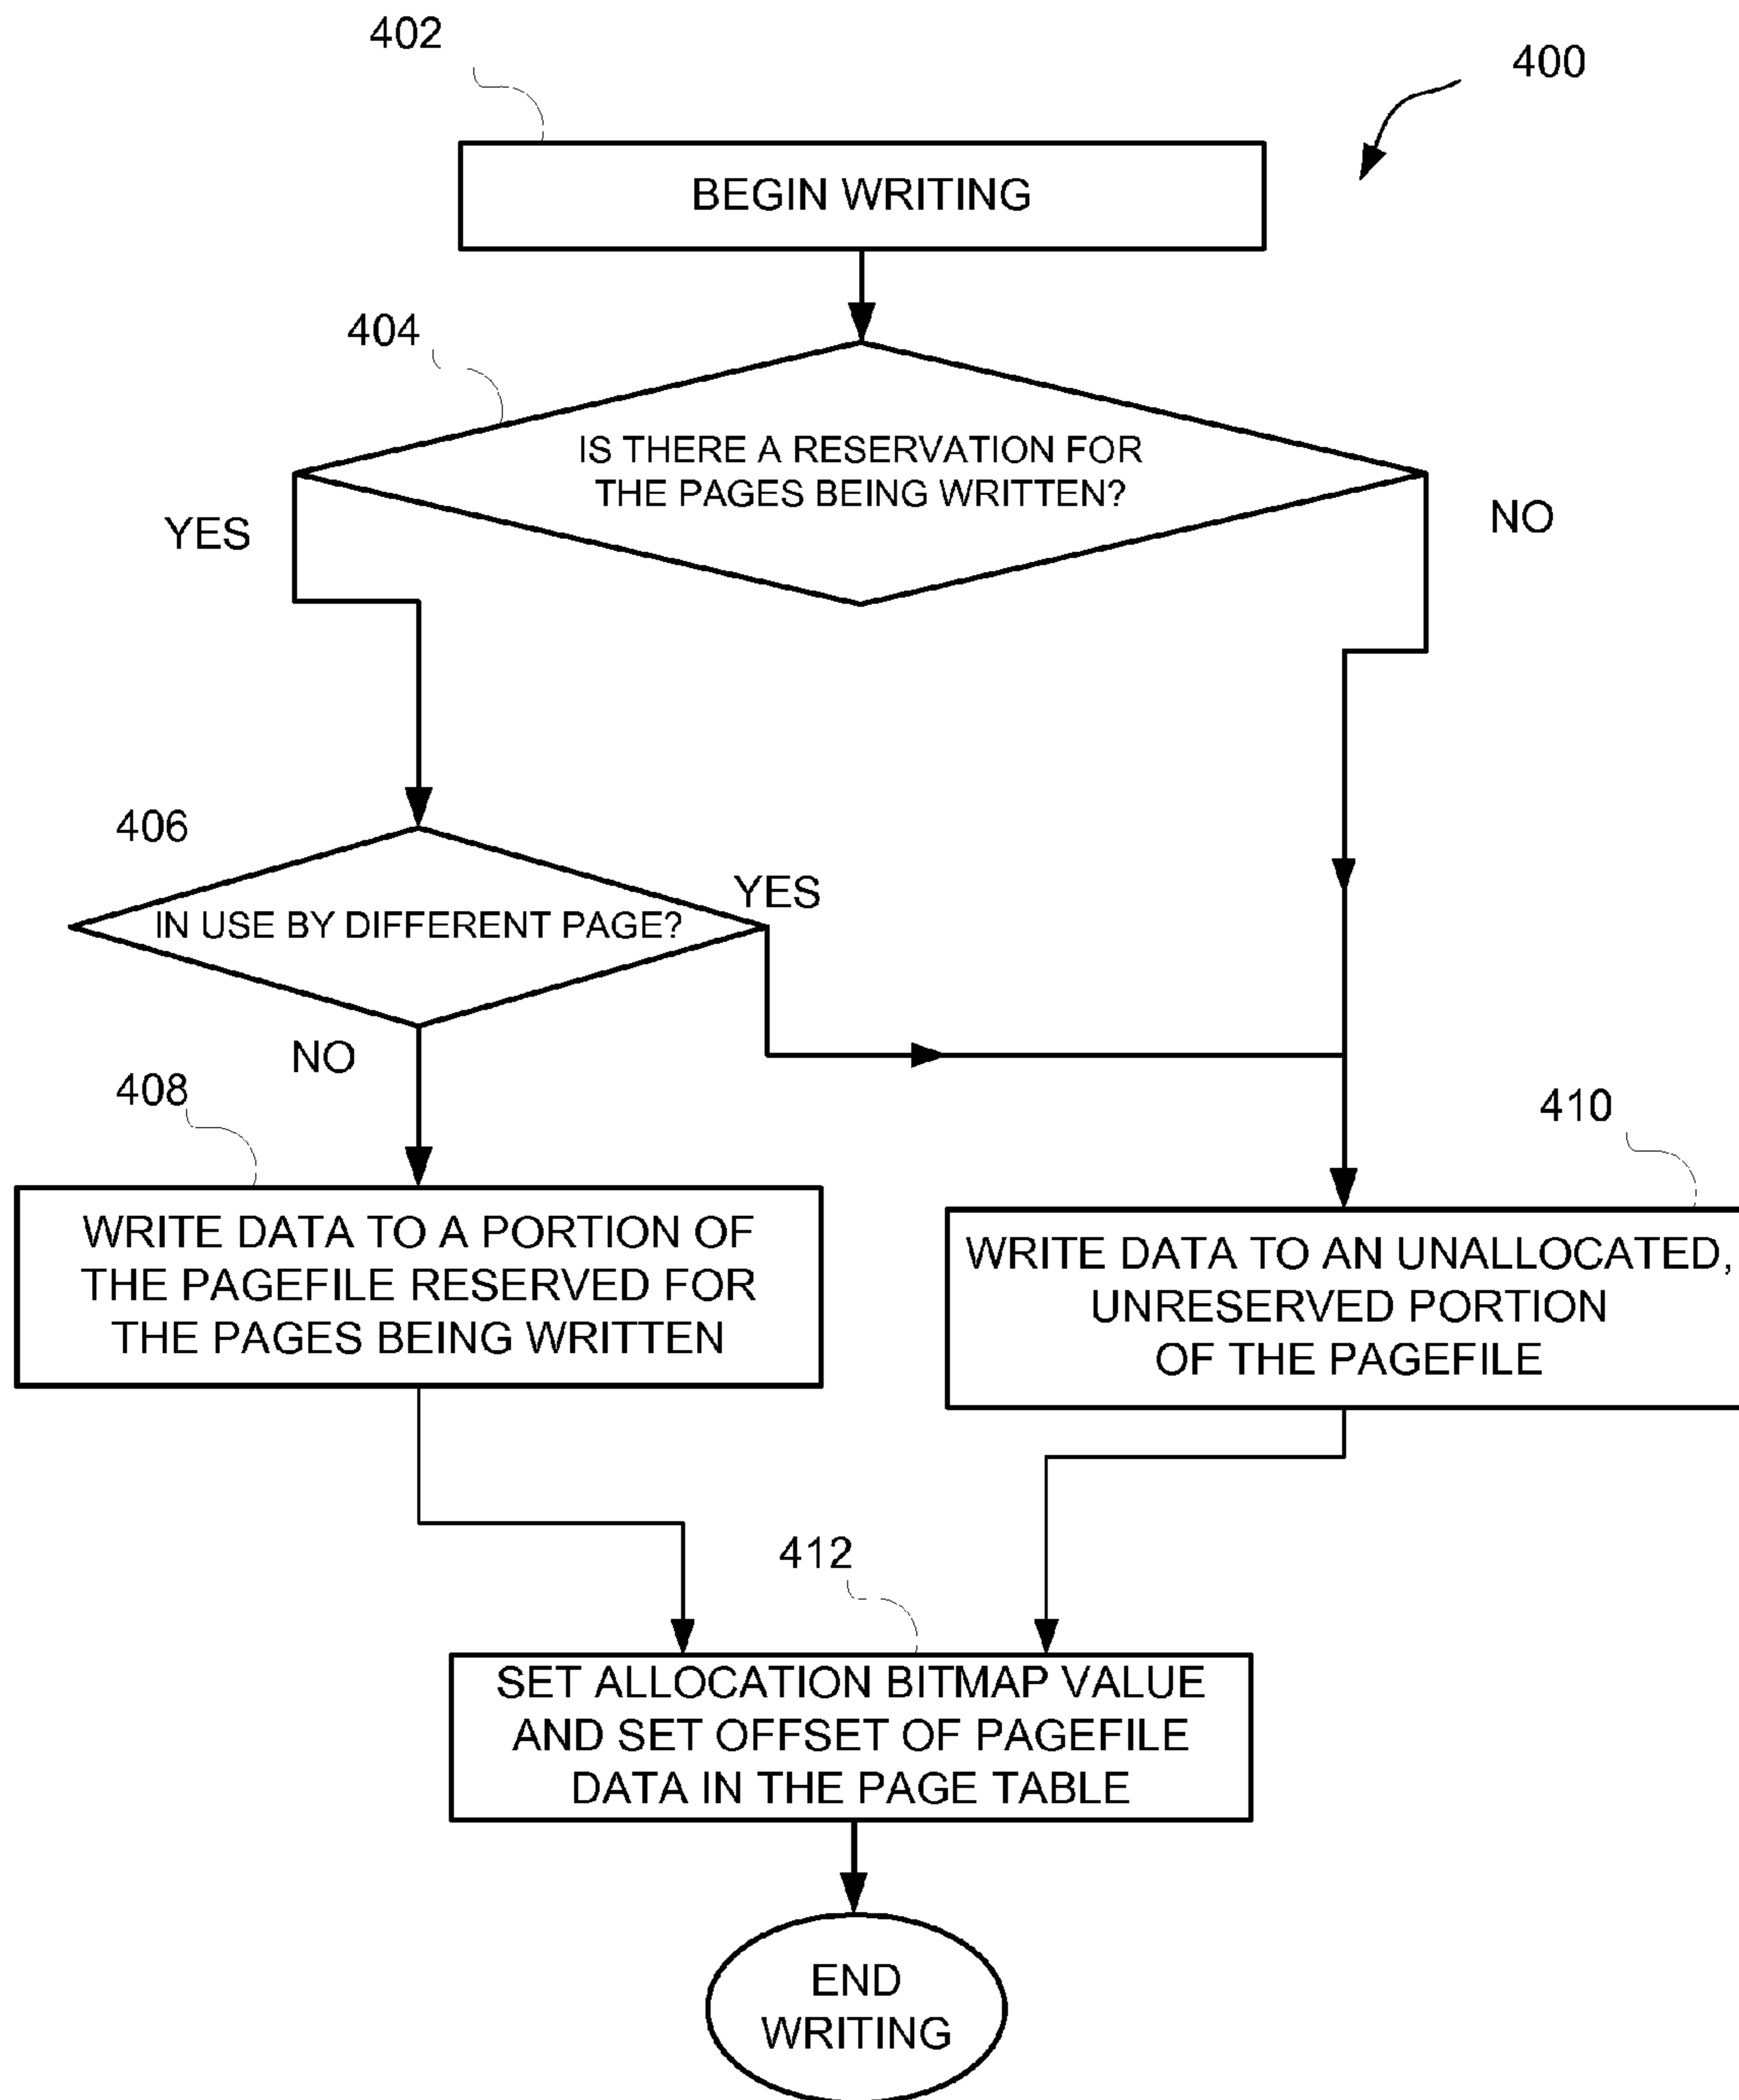 402
400
BEGIN WRITING
404
IS THERE A RESERVATION FOR
THE PAGES BEING WRITTEN?
YES
NO
406
IN USE BY DIFFERENT PAGE?
YES
NO
408
410
WRITE DATA TO A PORTION OF
THE PAGEFILE RESERVED FOR
THE PAGES BEING WRITTEN
WRITE DATA TO AN UNALLOCATED,
UNRESERVED PORTION
OF THE PAGEFILE
412
SET ALLOCATION BITMAP VALUE
AND SET OFFSET OF PAGEFILE
DATA IN THE PAGE TABLE
END
WRITING